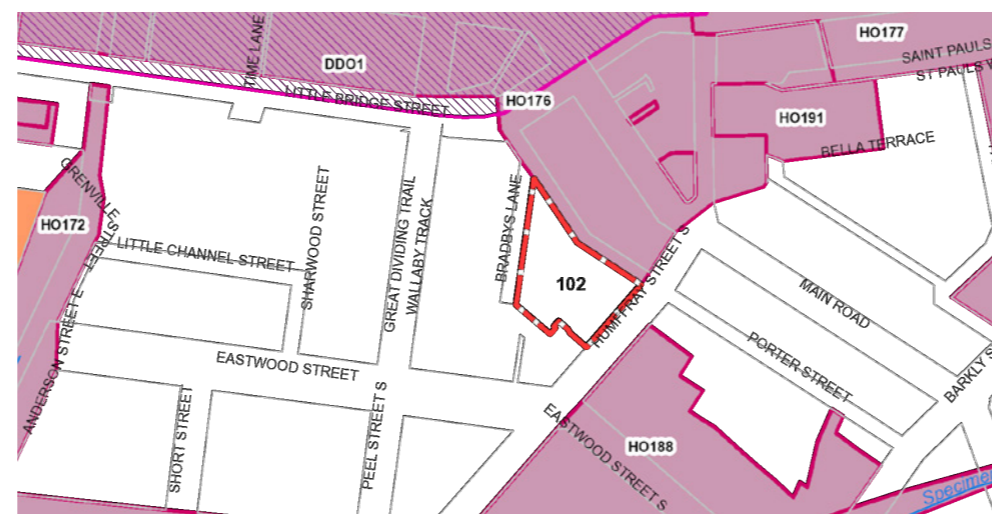 HO177
SAINT PAULS
ST PAULS W
TIME LANE
DDO1
LITTLE BRIDGE STREET
HO176
HO191
BELLA TERRACE
GRENVILLE STREET
HO172
LITTLE CHANNEL STREET
SHARWOOD STREET
GREAT DIVIDING TRAIL
WALLABY TRACK
BRADBYS LANE
102
HUMFFRAY STREET S
MAIN ROAD
PORTER STREET
BARKLY S
ANDERSON STREET E
EASTWOOD STREET
SHORT STREET
PEEL STREET S
EASTWOOD STREET S
HO188
Specimen